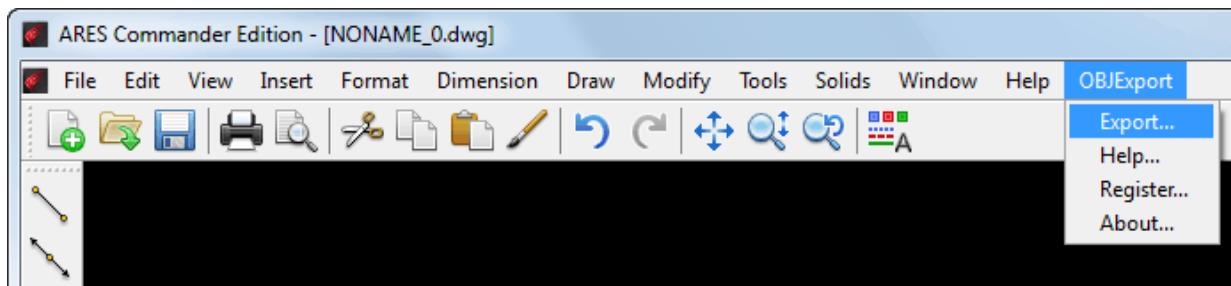 ARES Commander Edition - [NONAME_0.dwg]
File Edit View Insert Format Dimension Draw Modify Tools Solids Window Help OBJExport
A
Export...
Help...
Register...
About...